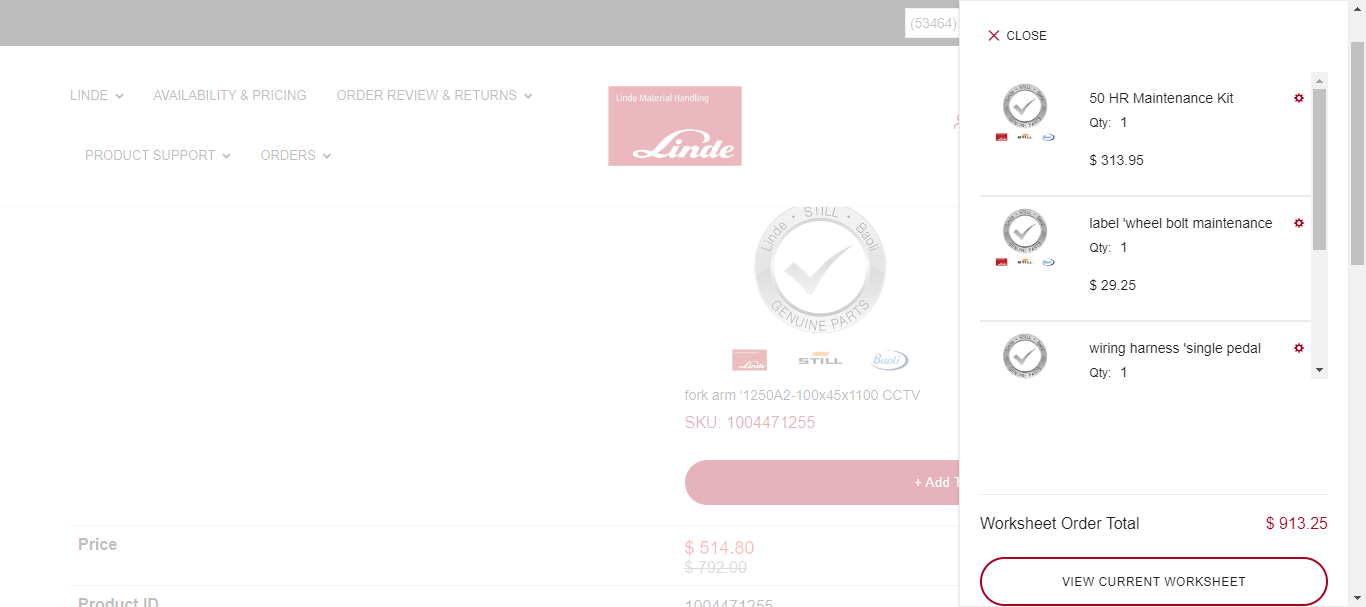 (53464)
LINDE
AVAILABILITY & PRICING
ORDER REVIEW & RETURNS
PRODUCT SUPPORT
ORDERS
Linde Material Handling
Linde
Linde · STILL · Baoli
GENUINE PARTS
Linde
STILL
Baoli
fork arm '1250A2-100x45x1100 CCTV
SKU: 1004471255
+ Add
Price
$ 514.80
$ 792.00
Product ID
1004471255
CLOSE
50 HR Maintenance Kit
Qty: 1
$ 313.95
label 'wheel bolt maintenance
Qty: 1
$ 29.25
wiring harness 'single pedal
Qty: 1
Worksheet Order Total
$ 913.25
VIEW CURRENT WORKSHEET